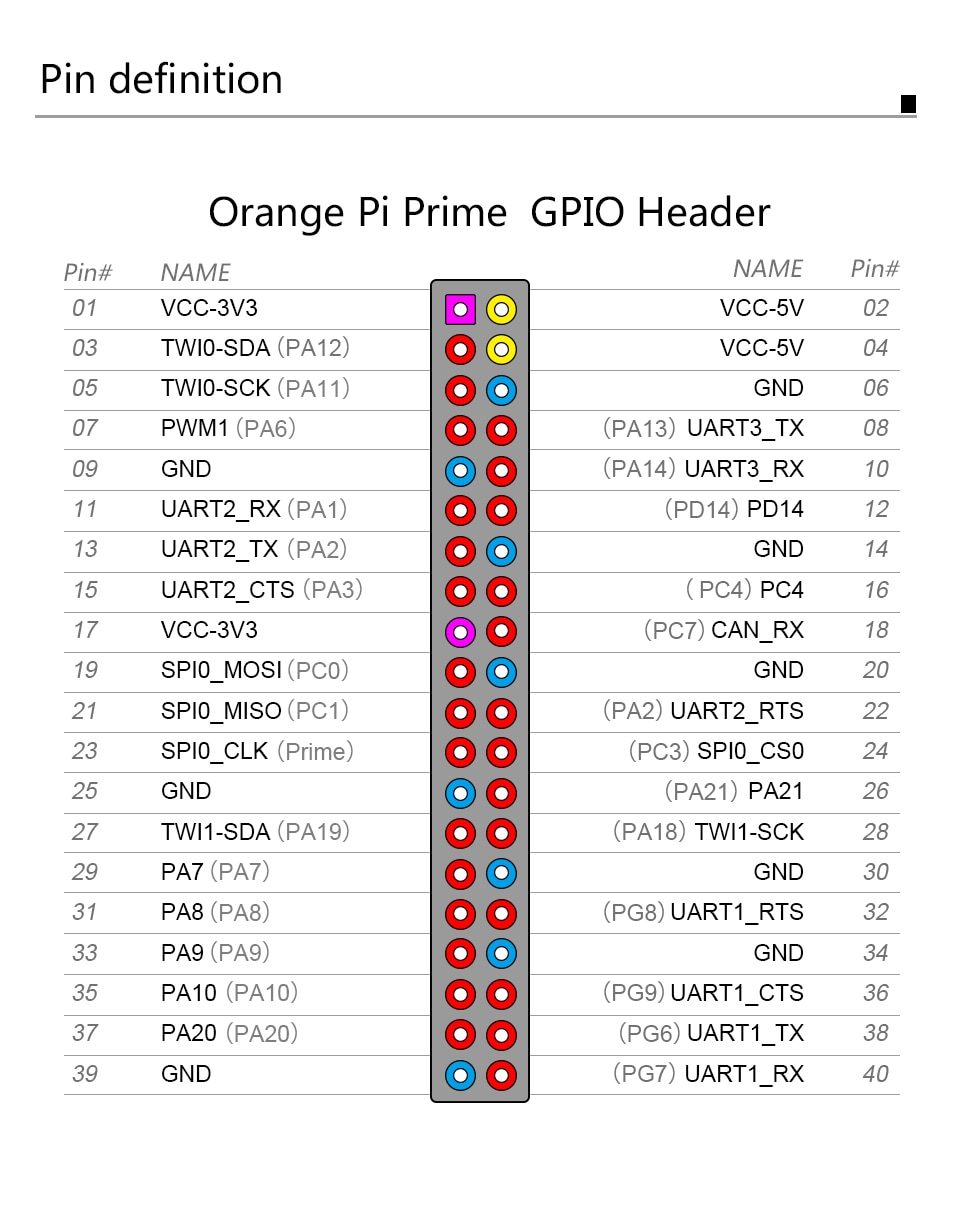 Pin definition
Orange Pi Prime  GPIO Header
Pin# NAME NAME Pin#
01 VCC-3V3 VCC-5V 02
03 TWI0-SDA (PA12) VCC-5V 04
05 TWI0-SCK (PA11) GND 06
07 PWM1 (PA6) (PA13) UART3_TX 08
09 GND (PA14) UART3_RX 10
11 UART2_RX (PA1) (PD14) PD14 12
13 UART2_TX (PA2) GND 14
15 UART2_CTS (PA3) ( PC4) PC4 16
17 VCC-3V3 (PC7) CAN_RX 18
19 SPI0_MOSI (PC0) GND 20
21 SPI0_MISO (PC1) (PA2) UART2_RTS 22
23 SPI0_CLK (Prime) (PC3) SPI0_CS0 24
25 GND (PA21) PA21 26
27 TWI1-SDA (PA19) (PA18) TWI1-SCK 28
29 PA7 (PA7) GND 30
31 PA8 (PA8) (PG8) UART1_RTS 32
33 PA9 (PA9) GND 34
35 PA10 (PA10) (PG9) UART1_CTS 36
37 PA20 (PA20) (PG6) UART1_TX 38
39 GND (PG7) UART1_RX 40